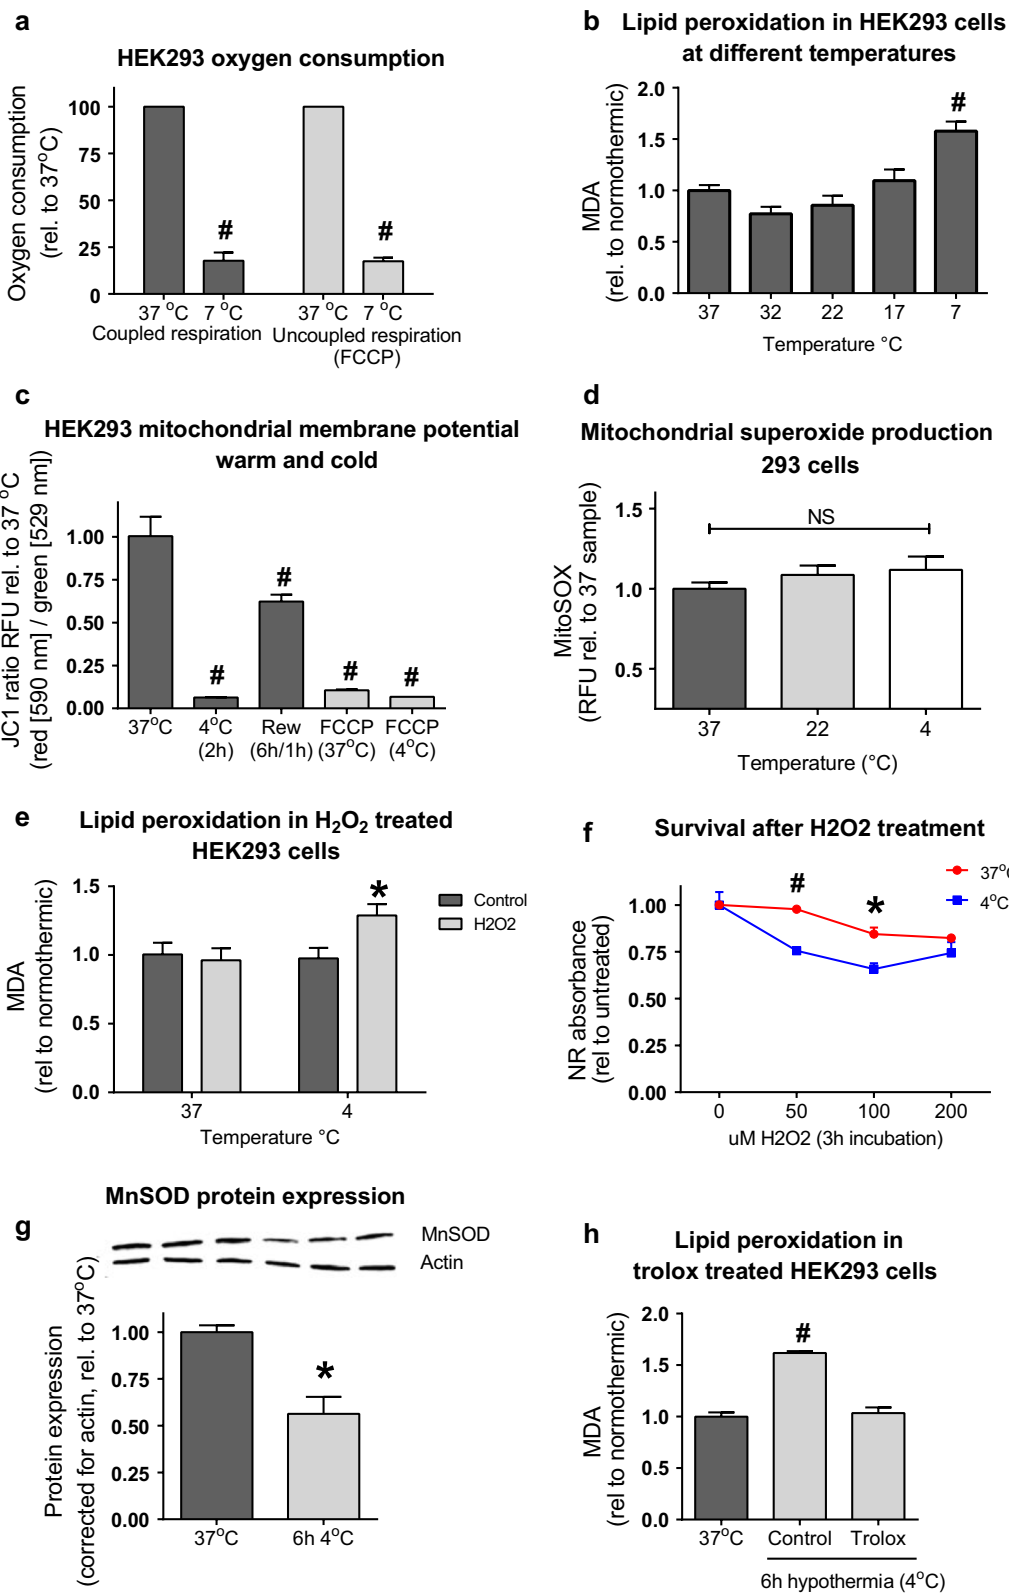 a
HEK293 oxygen consumption
Oxygen consumption
(rel. to 37°C)
100
75
50
25
0
#
#
37 °C 7 °C 37 °C 7 °C
Coupled respiration Uncoupled respiration
(FCCP)
b
Lipid peroxidation in HEK293 cells
at different temperatures
MDA
(rel. to normothermic)
2.0
1.5
1.0
0.5
0.0
#
37 32 22 17 7
Temperature °C
c
HEK293 mitochondrial membrane potential
warm and cold
JC1 ratio RFU rel. to 37 °C
(red [590 nm] / green [529 nm])
1.00
0.75
0.50
0.25
0.00
#
#
#
#
37°C 4°C Rew FCCP FCCP
(2h) (6h/1h) (37°C) (4°C)
d
Mitochondrial superoxide production
293 cells
MitoSOX
(RFU rel. to 37 sample)
1.5
1.0
0.5
NS
37 22 4
Temperature (°C)
e
Lipid peroxidation in H₂O₂ treated
HEK293 cells
MDA
(rel to normothermic)
1.5
1.0
0.5
0.0
*
Control
H2O2
37 4
Temperature °C
f
Survival after H2O2 treatment
NR absorbance
(rel to untreated)
1.00
0.75
0.50
0.25
0.00
#
*
37°C
4°C
0 50 100 200
uM H2O2 (3h incubation)
g
MnSOD protein expression
MnSOD
Actin
Protein expression
(corrected for actin, rel. to 37°C)
1.00
0.75
0.50
0.25
0.00
*
37°C 6h 4°C
h
Lipid peroxidation in
trolox treated HEK293 cells
MDA
(rel to normothermic)
2.0
1.5
1.0
0.5
0.0
#
37°C Control Trolox
6h hypothermia (4°C)